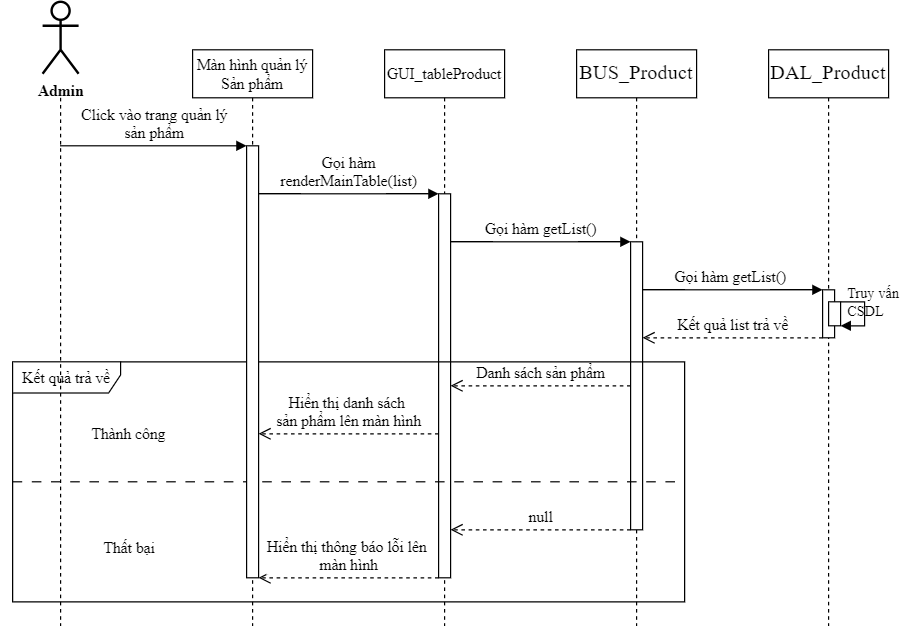 Admin
Màn hình quản lý
Sản phẩm
GUI_tableProduct
BUS_Product
DAL_Product
Click vào trang quản lý
sản phẩm
Gọi hàm
renderMainTable(list)
Gọi hàm getList()
Gọi hàm getList()
Truy vấn
CSDL
Kết quả list trả về
Kết quả trả về
Danh sách sản phẩm
Hiển thị danh sách
sản phẩm lên màn hình
Thành công
null
Thất bại
Hiển thị thông báo lỗi lên
màn hình